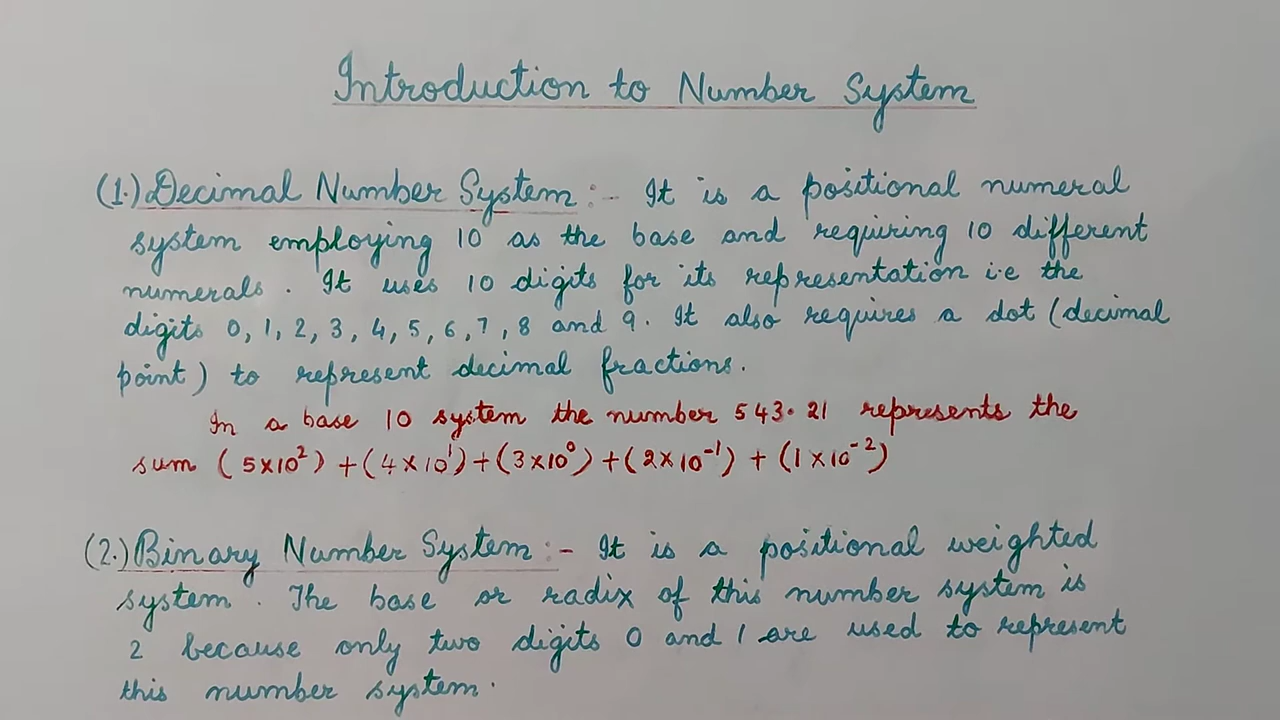 Introduction to Number System
(1.) Decimal Number System :- It is a positional numeral
system employing 10 as the base and requiring 10 different
numerals. It uses 10 digits for its representation i.e the
digits 0, 1, 2, 3, 4, 5, 6, 7, 8 and 9. It also requires a dot (decimal
point) to represent decimal fractions.
In a base 10 system the number 543.21 represents the
sum (5×10²) + (4×10¹) + (3×10⁰) + (2×10⁻¹) + (1×10⁻²)
(2.) Binary Number System :- It is a positional weighted
system. The base or radix of this number system is
2 because only two digits 0 and 1 are used to represent
this number system.